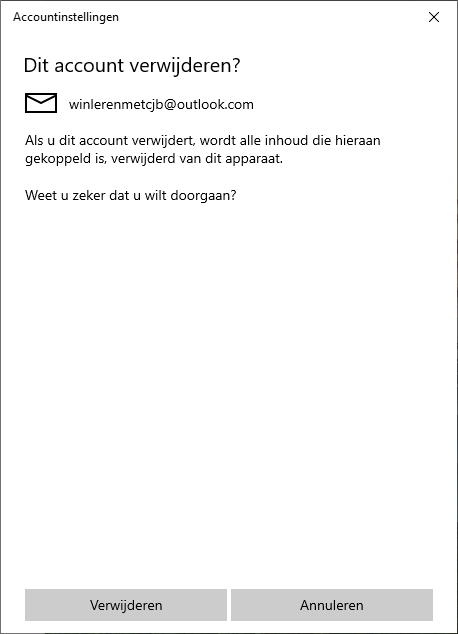 Accountinstellingen
Dit account verwijderen?
winlerenmetcjb@outlook.com
Als u dit account verwijdert, wordt alle inhoud die hieraan
gekoppeld is, verwijderd van dit apparaat.
Weet u zeker dat u wilt doorgaan?
Verwijderen
Annuleren